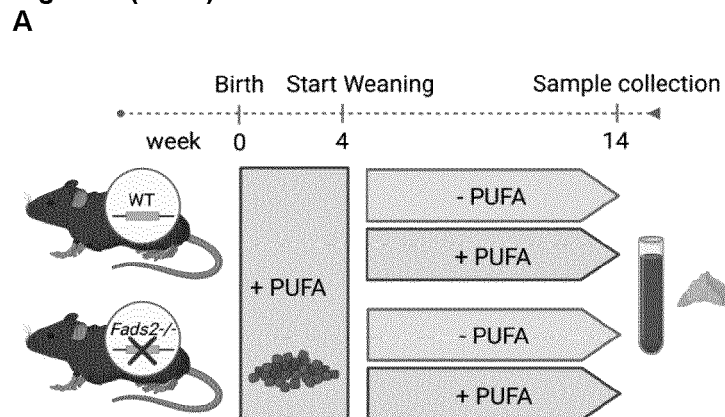 A
Birth Start Weaning Sample collection
week 0 4 14
WT
- PUFA
+ PUFA
+ PUFA
Fads2-/-
- PUFA
+ PUFA